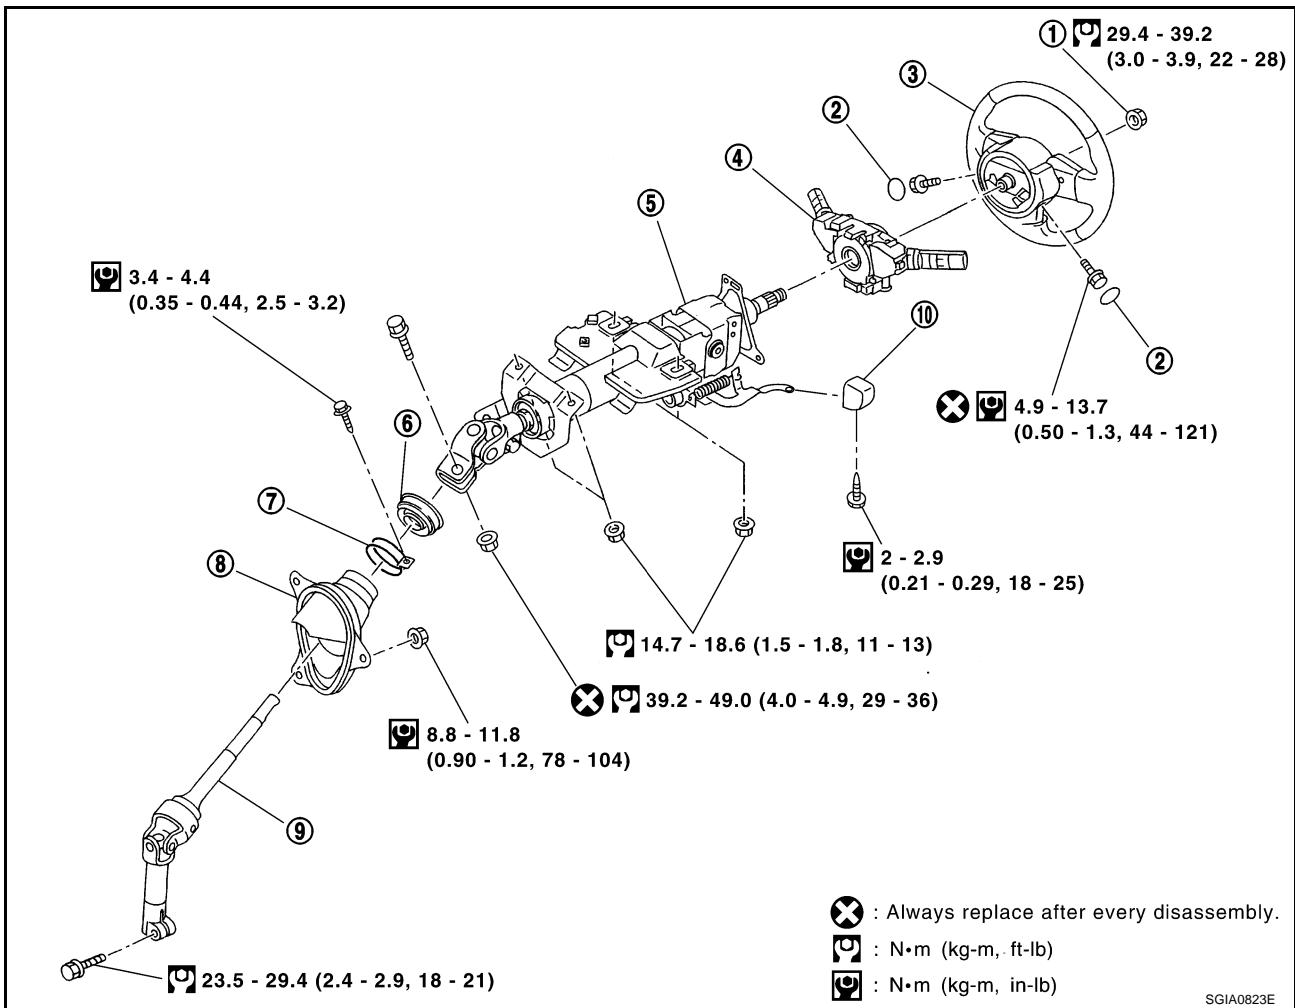 ① 29.4 - 39.2
(3.0 - 3.9, 22 - 28)
③
②
④
⑤
3.4 - 4.4
(0.35 - 0.44, 2.5 - 3.2)
⑩
②
4.9 - 13.7
(0.50 - 1.3, 44 - 121)
⑥
⑦
⑧
2 - 2.9
(0.21 - 0.29, 18 - 25)
14.7 - 18.6 (1.5 - 1.8, 11 - 13)
39.2 - 49.0 (4.0 - 4.9, 29 - 36)
8.8 - 11.8
(0.90 - 1.2, 78 - 104)
⑨
23.5 - 29.4 (2.4 - 2.9, 18 - 21)
: Always replace after every disassembly.
: N•m (kg-m, ft-lb)
: N•m (kg-m, in-lb)
SGIA0823E